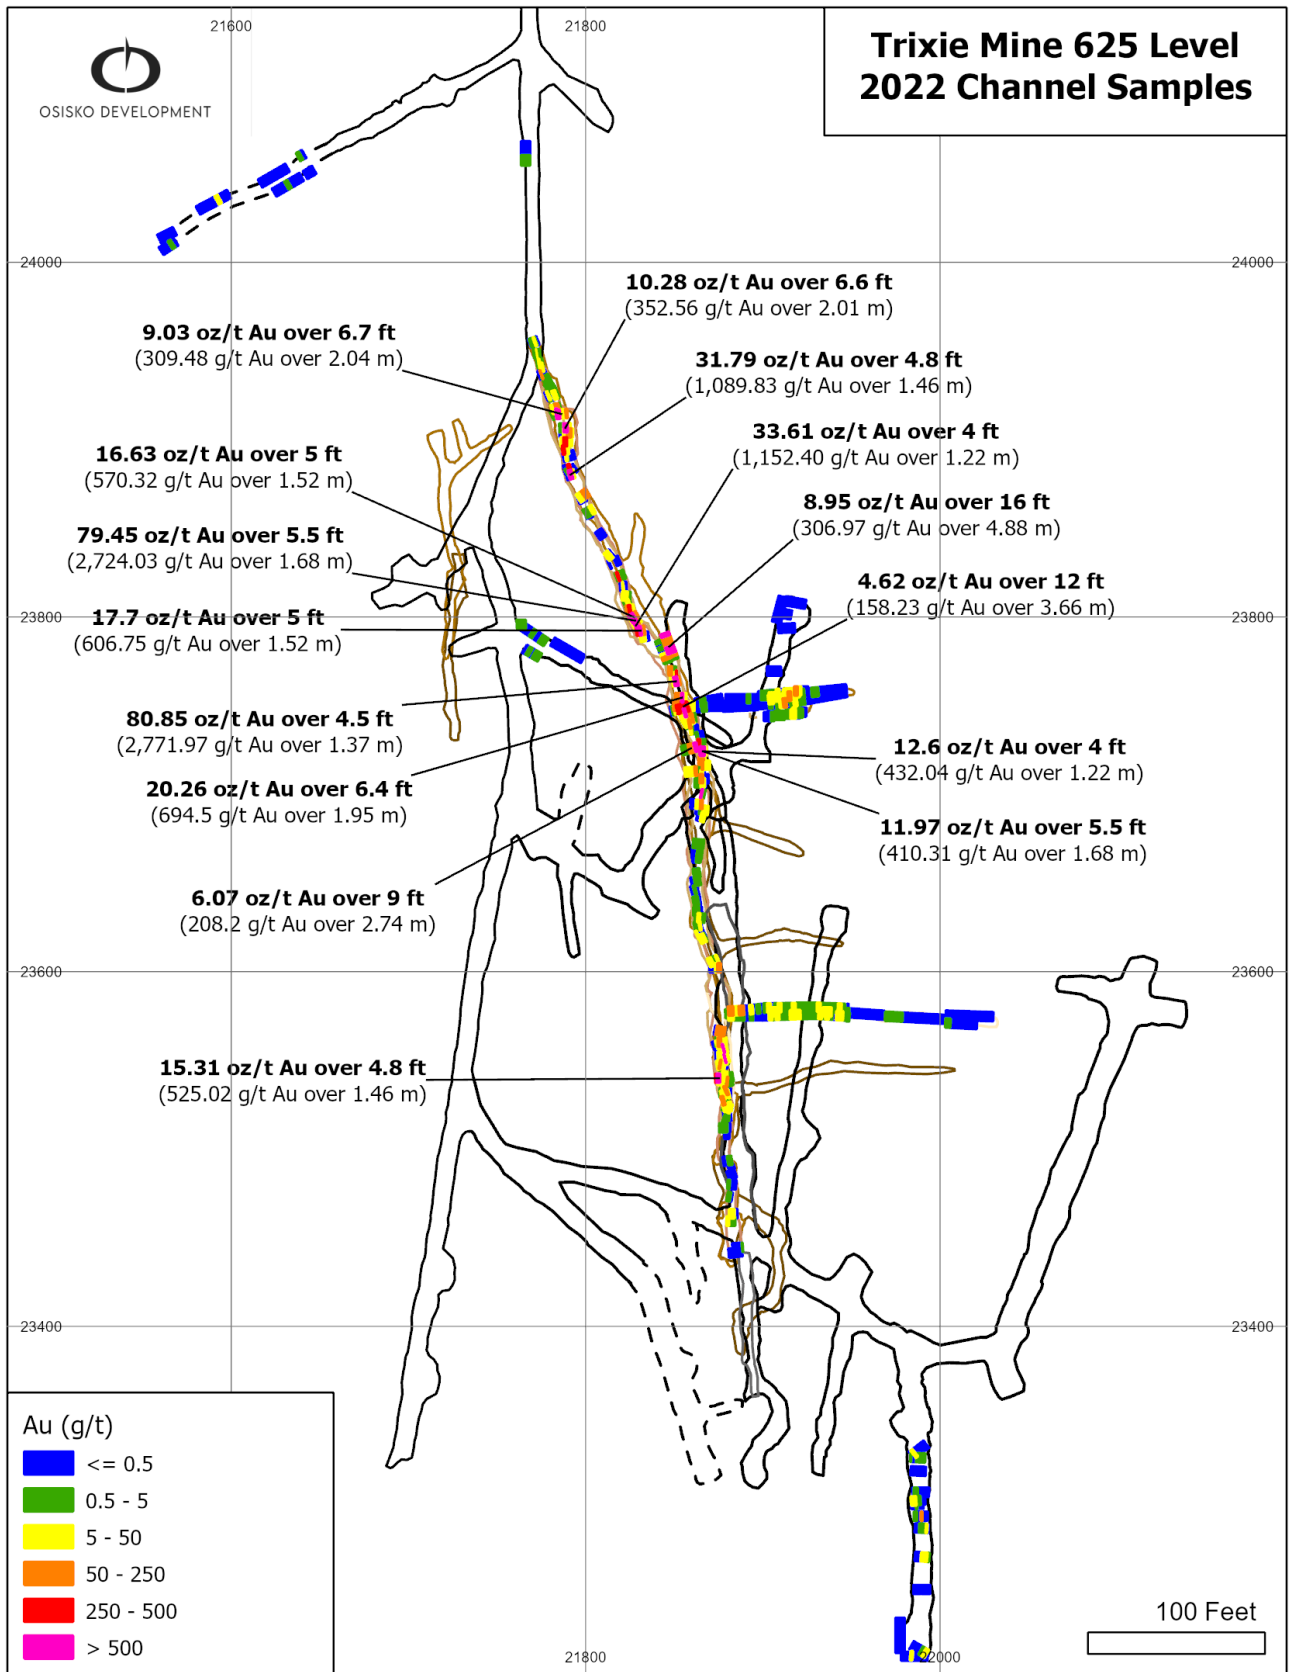 21600
21800
Trixie Mine 625 Level
2022 Channel Samples
OSISKO DEVELOPMENT
24000
24000
10.28 oz/t Au over 6.6 ft
(352.56 g/t Au over 2.01 m)
9.03 oz/t Au over 6.7 ft
(309.48 g/t Au over 2.04 m)
31.79 oz/t Au over 4.8 ft
(1,089.83 g/t Au over 1.46 m)
33.61 oz/t Au over 4 ft
(1,152.40 g/t Au over 1.22 m)
16.63 oz/t Au over 5 ft
(570.32 g/t Au over 1.52 m)
8.95 oz/t Au over 16 ft
(306.97 g/t Au over 4.88 m)
79.45 oz/t Au over 5.5 ft
(2,724.03 g/t Au over 1.68 m)
4.62 oz/t Au over 12 ft
(158.23 g/t Au over 3.66 m)
23800
23800
17.7 oz/t Au over 5 ft
(606.75 g/t Au over 1.52 m)
80.85 oz/t Au over 4.5 ft
(2,771.97 g/t Au over 1.37 m)
12.6 oz/t Au over 4 ft
(432.04 g/t Au over 1.22 m)
20.26 oz/t Au over 6.4 ft
(694.5 g/t Au over 1.95 m)
11.97 oz/t Au over 5.5 ft
(410.31 g/t Au over 1.68 m)
6.07 oz/t Au over 9 ft
(208.2 g/t Au over 2.74 m)
23600
23600
15.31 oz/t Au over 4.8 ft
(525.02 g/t Au over 1.46 m)
23400
23400
Au (g/t)
<= 0.5
0.5 - 5
5 - 50
50 - 250
250 - 500
> 500
100 Feet
21800
22000